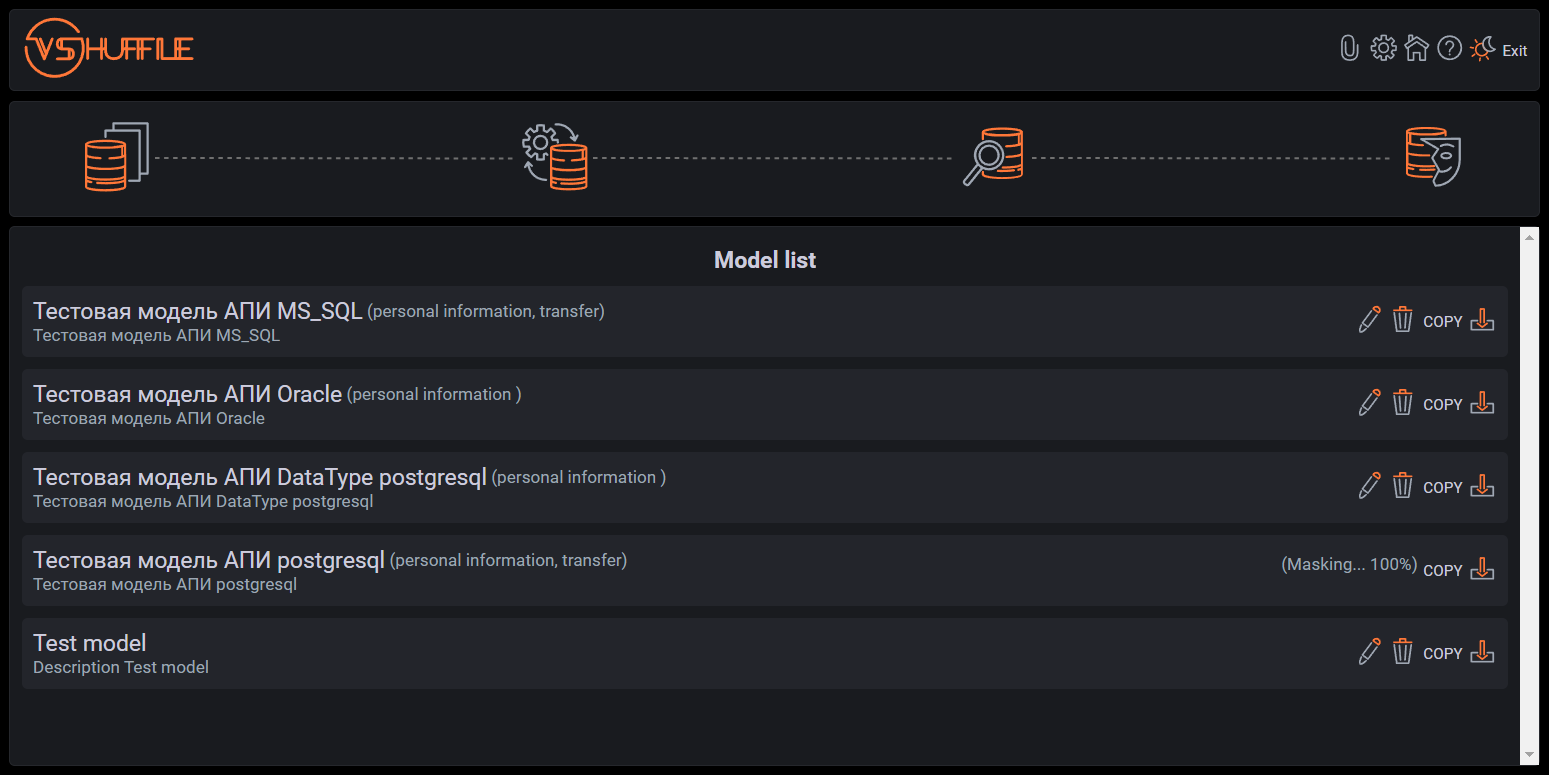 VSHUFFLE
Exit
Model list
Тестовая модель АПИ MS_SQL (personal information, transfer)
Тестовая модель АПИ MS_SQL
COPY
Тестовая модель АПИ Oracle (personal information )
Тестовая модель АПИ Oracle
COPY
Тестовая модель АПИ DataType postgresql (personal information )
Тестовая модель АПИ DataType postgresql
COPY
Тестовая модель АПИ postgresql (personal information, transfer)
Тестовая модель АПИ postgresql
(Masking... 100%) COPY
Test model
Description Test model
COPY